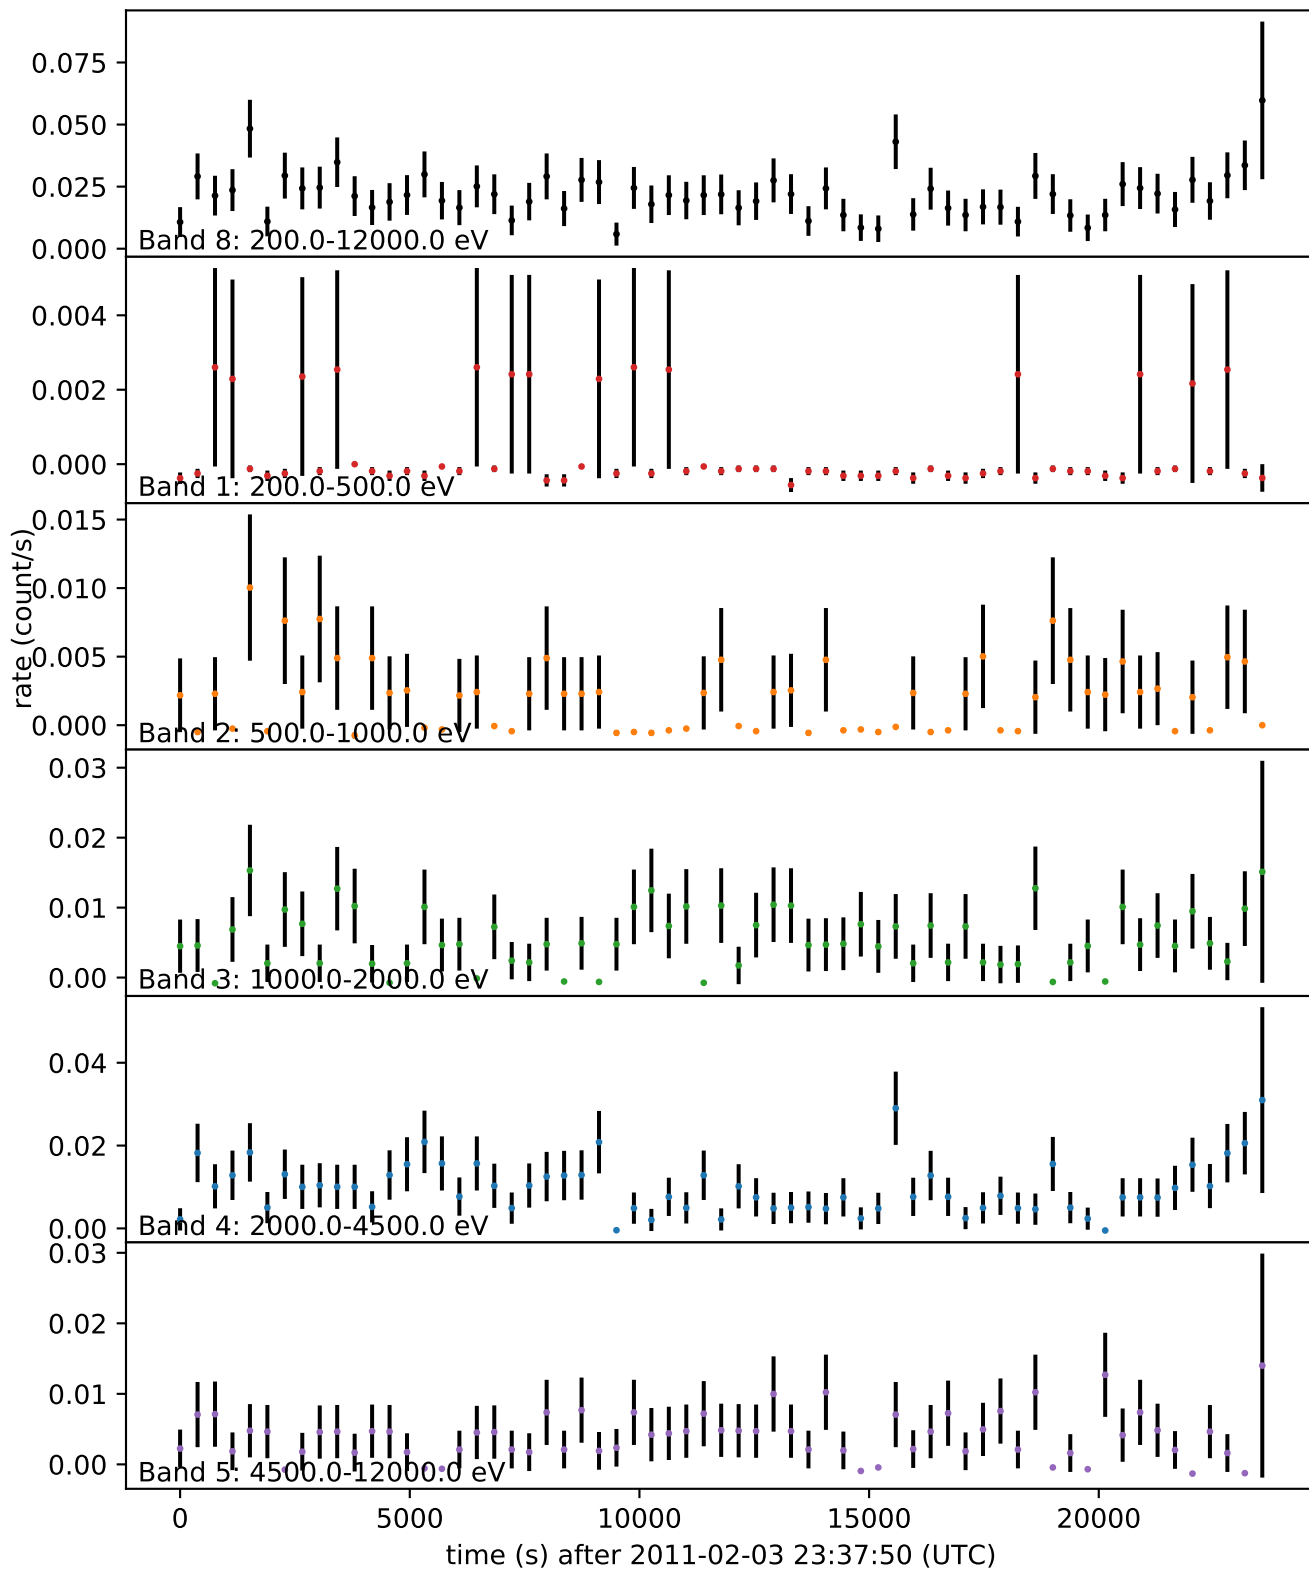 0.075
0.050
0.025
0.000
Band 8: 200.0-12000.0 eV
0.004
0.002
0.000
Band 1: 200.0-500.0 eV
rate (count/s)
0.015
0.010
0.005
0.000
Band 2: 500.0-1000.0 eV
0.03
0.02
0.01
0.00
Band 3: 1000.0-2000.0 eV
0.04
0.02
0.00
Band 4: 2000.0-4500.0 eV
0.03
0.02
0.01
0.00
Band 5: 4500.0-12000.0 eV
0 5000 10000 15000 20000
time (s) after 2011-02-03 23:37:50 (UTC)